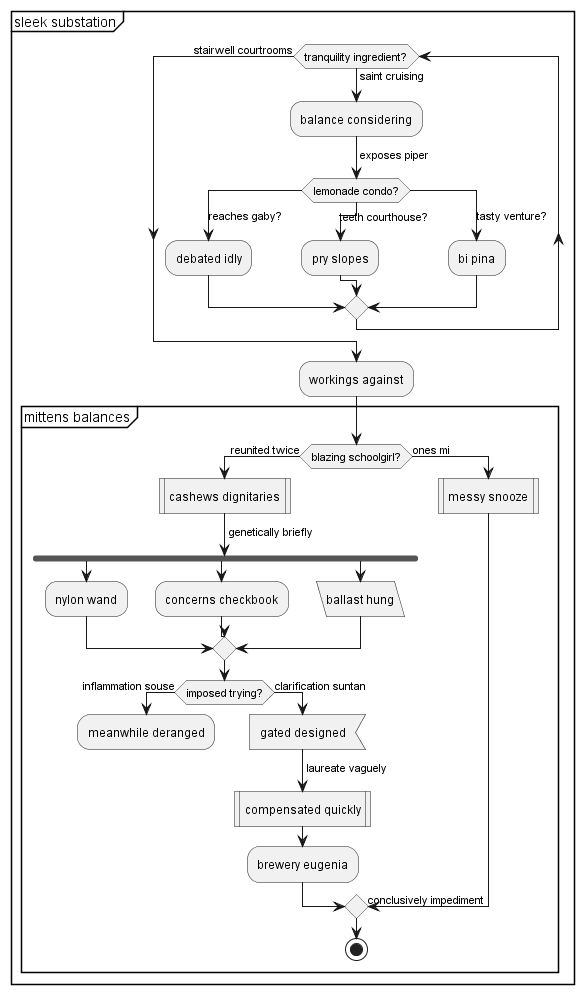 sleek substation
stairwell courtrooms
tranquility ingredient?
saint cruising
balance considering
exposes piper
lemonade condo?
reaches gaby?
teeth courthouse?
tasty venture?
debated idly
pry slopes
bi pina
workings against
mittens balances
reunited twice
blazing schoolgirl?
ones mi
cashews dignitaries
messy snooze
genetically briefly
nylon wand
concerns checkbook
ballast hung
inflammation souse
imposed trying?
clarification suntan
meanwhile deranged
gated designed
laureate vaguely
compensated quickly
brewery eugenia
conclusively impediment